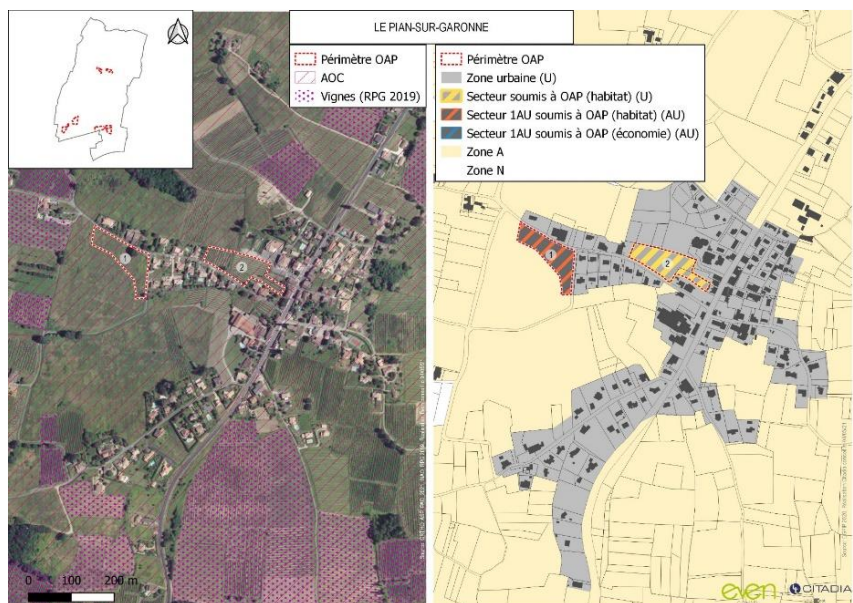 LE PIAN-SUR-GARONNE
Périmètre OAP
AOC
Vignes (RPG 2019)
Périmètre OAP
Zone urbaine (U)
Secteur soumis à OAP (habitat) (U)
Secteur 1AU soumis à OAP (habitat) (AU)
Secteur 1AU soumis à OAP (économie) (AU)
Zone A
Zone N
1
2
1
2
0 100 200 m
even CITADIA